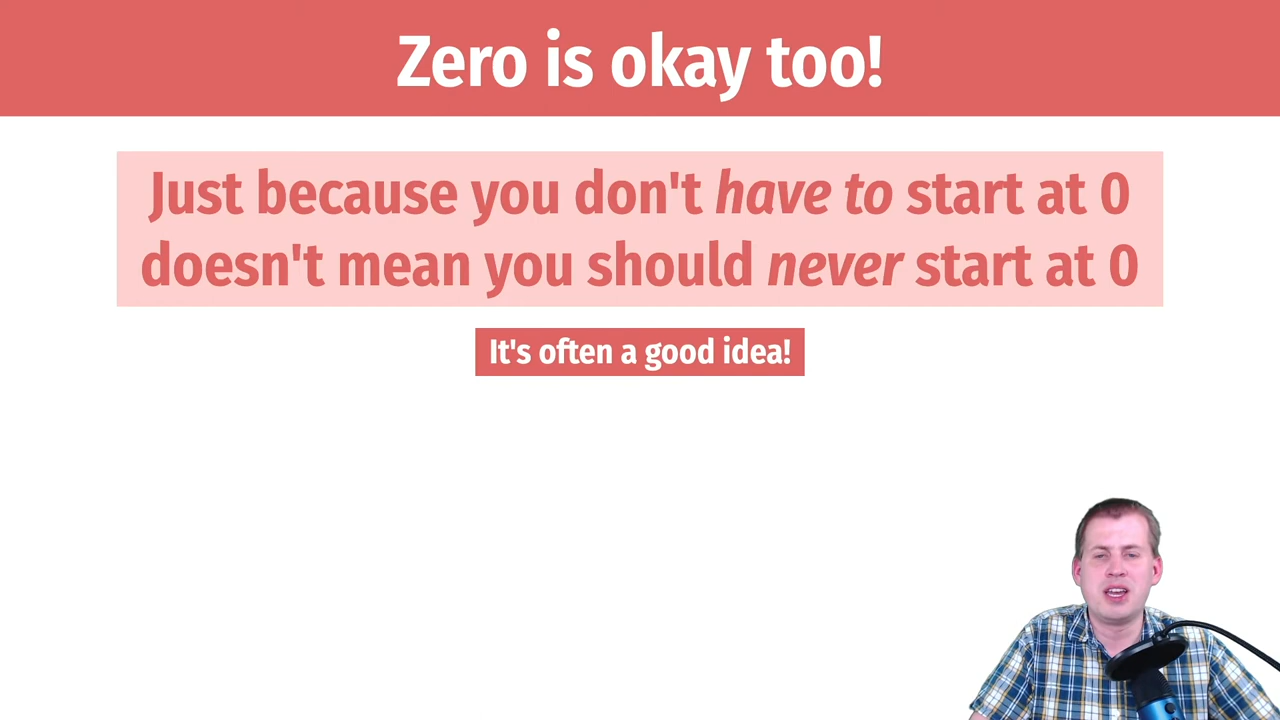 Zero is okay too!
Just because you don't have to start at 0
doesn't mean you should never start at 0
It's often a good idea!